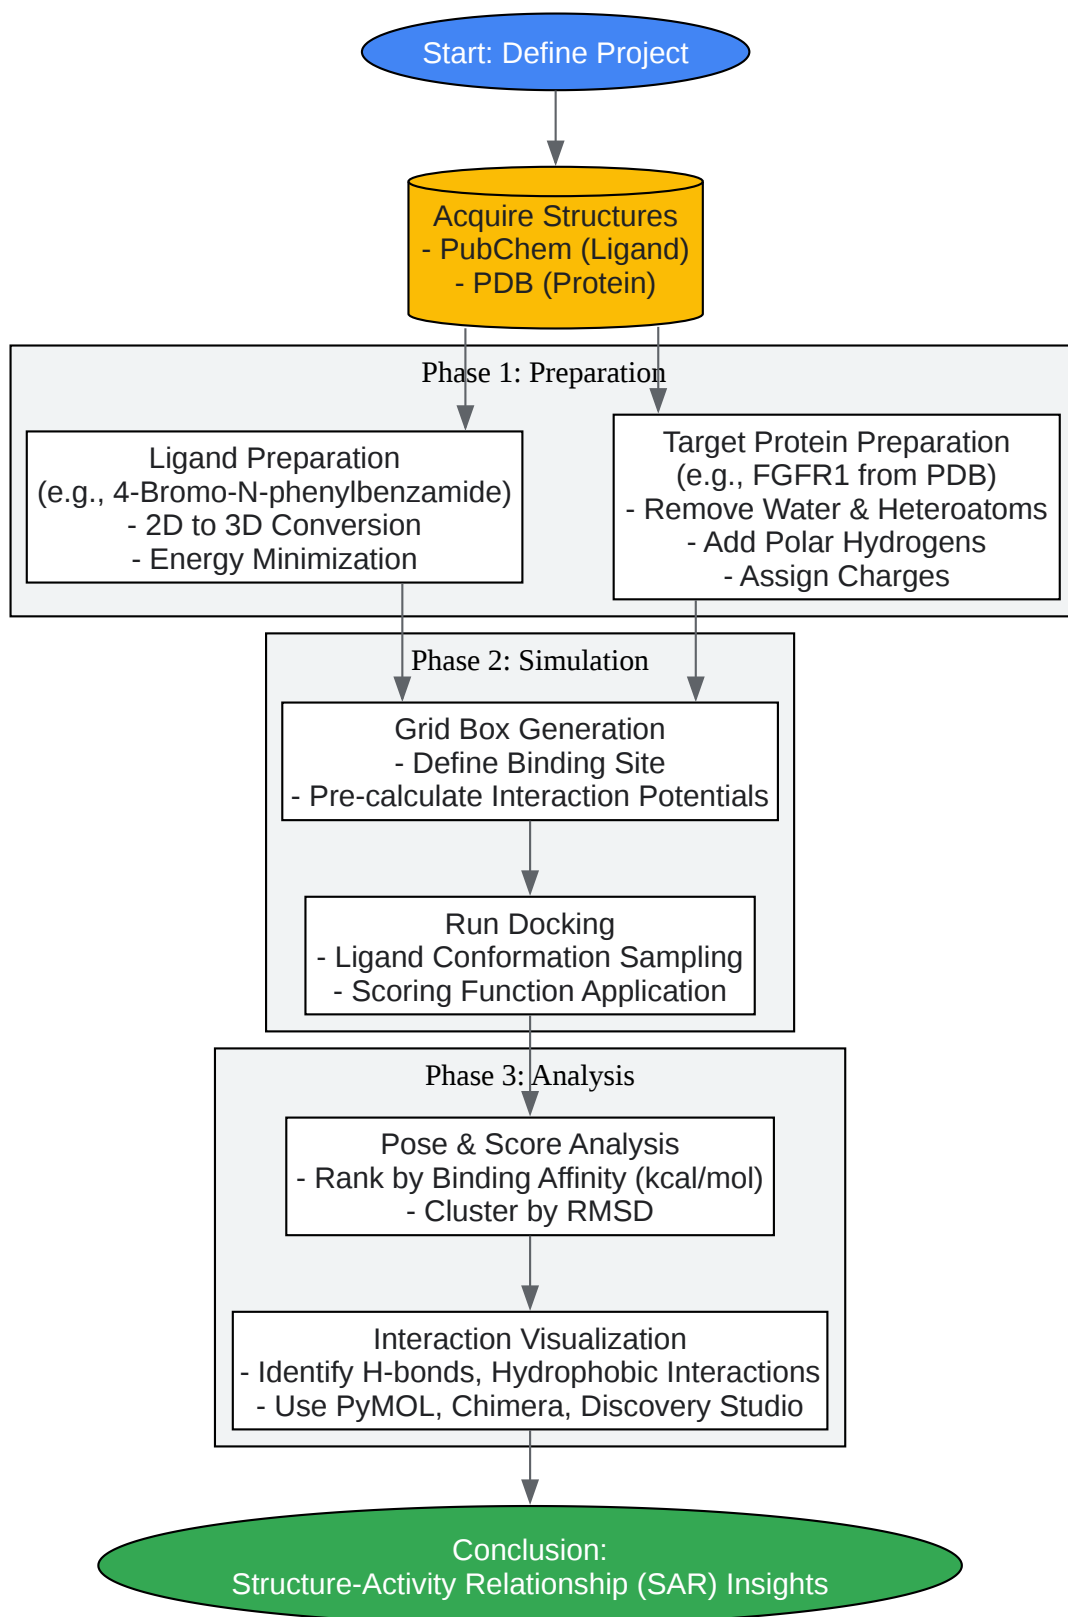 Start: Define Project
Acquire Structures
- PubChem (Ligand)
- PDB (Protein)
Phase 1: Preparation
Ligand Preparation
(e.g., 4-Bromo-N-phenylbenzamide)
- 2D to 3D Conversion
- Energy Minimization
Target Protein Preparation
(e.g., FGFR1 from PDB)
- Remove Water & Heteroatoms
- Add Polar Hydrogens
- Assign Charges
Phase 2: Simulation
Grid Box Generation
- Define Binding Site
- Pre-calculate Interaction Potentials
Run Docking
- Ligand Conformation Sampling
- Scoring Function Application
Phase 3: Analysis
Pose & Score Analysis
- Rank by Binding Affinity (kcal/mol)
- Cluster by RMSD
Interaction Visualization
- Identify H-bonds, Hydrophobic Interactions
- Use PyMOL, Chimera, Discovery Studio
Conclusion:
Structure-Activity Relationship (SAR) Insights